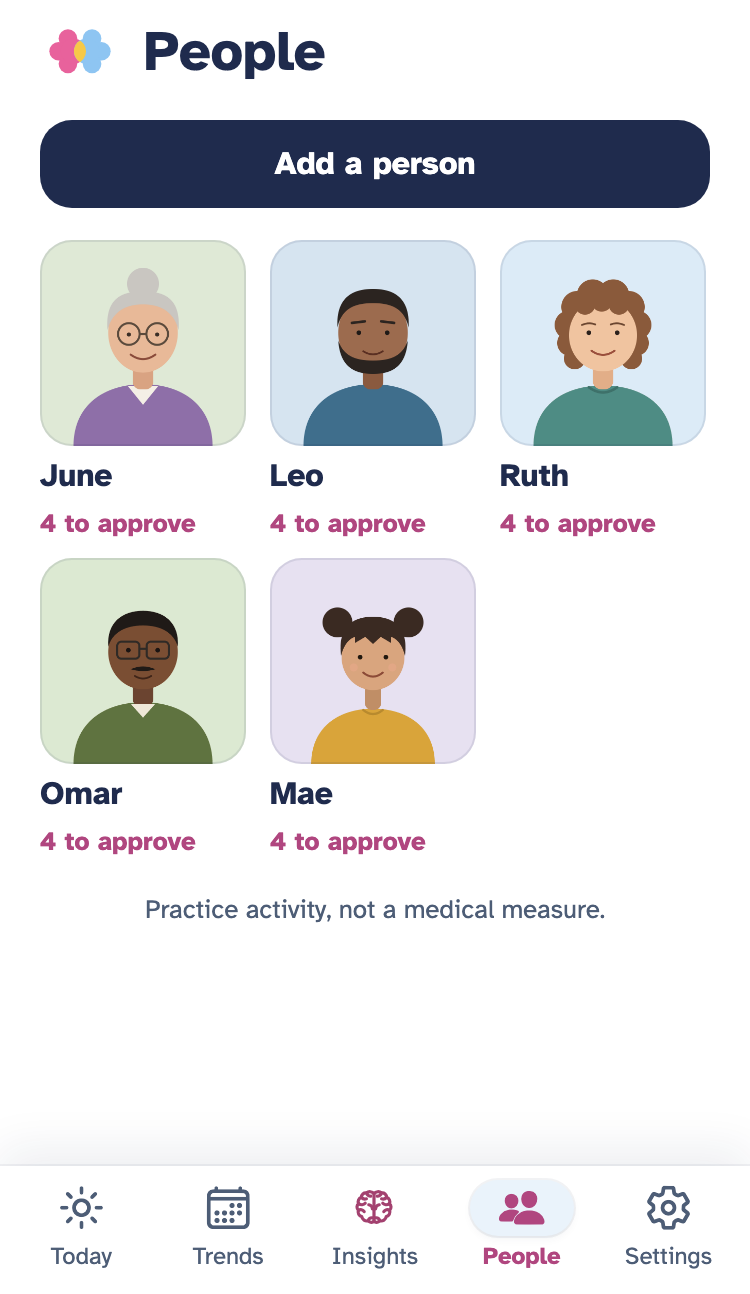 People
Add a person
June
4 to approve
Leo
4 to approve
Ruth
4 to approve
Omar
4 to approve
Mae
4 to approve
Practice activity, not a medical measure.
Today
Trends
Insights
People
Settings